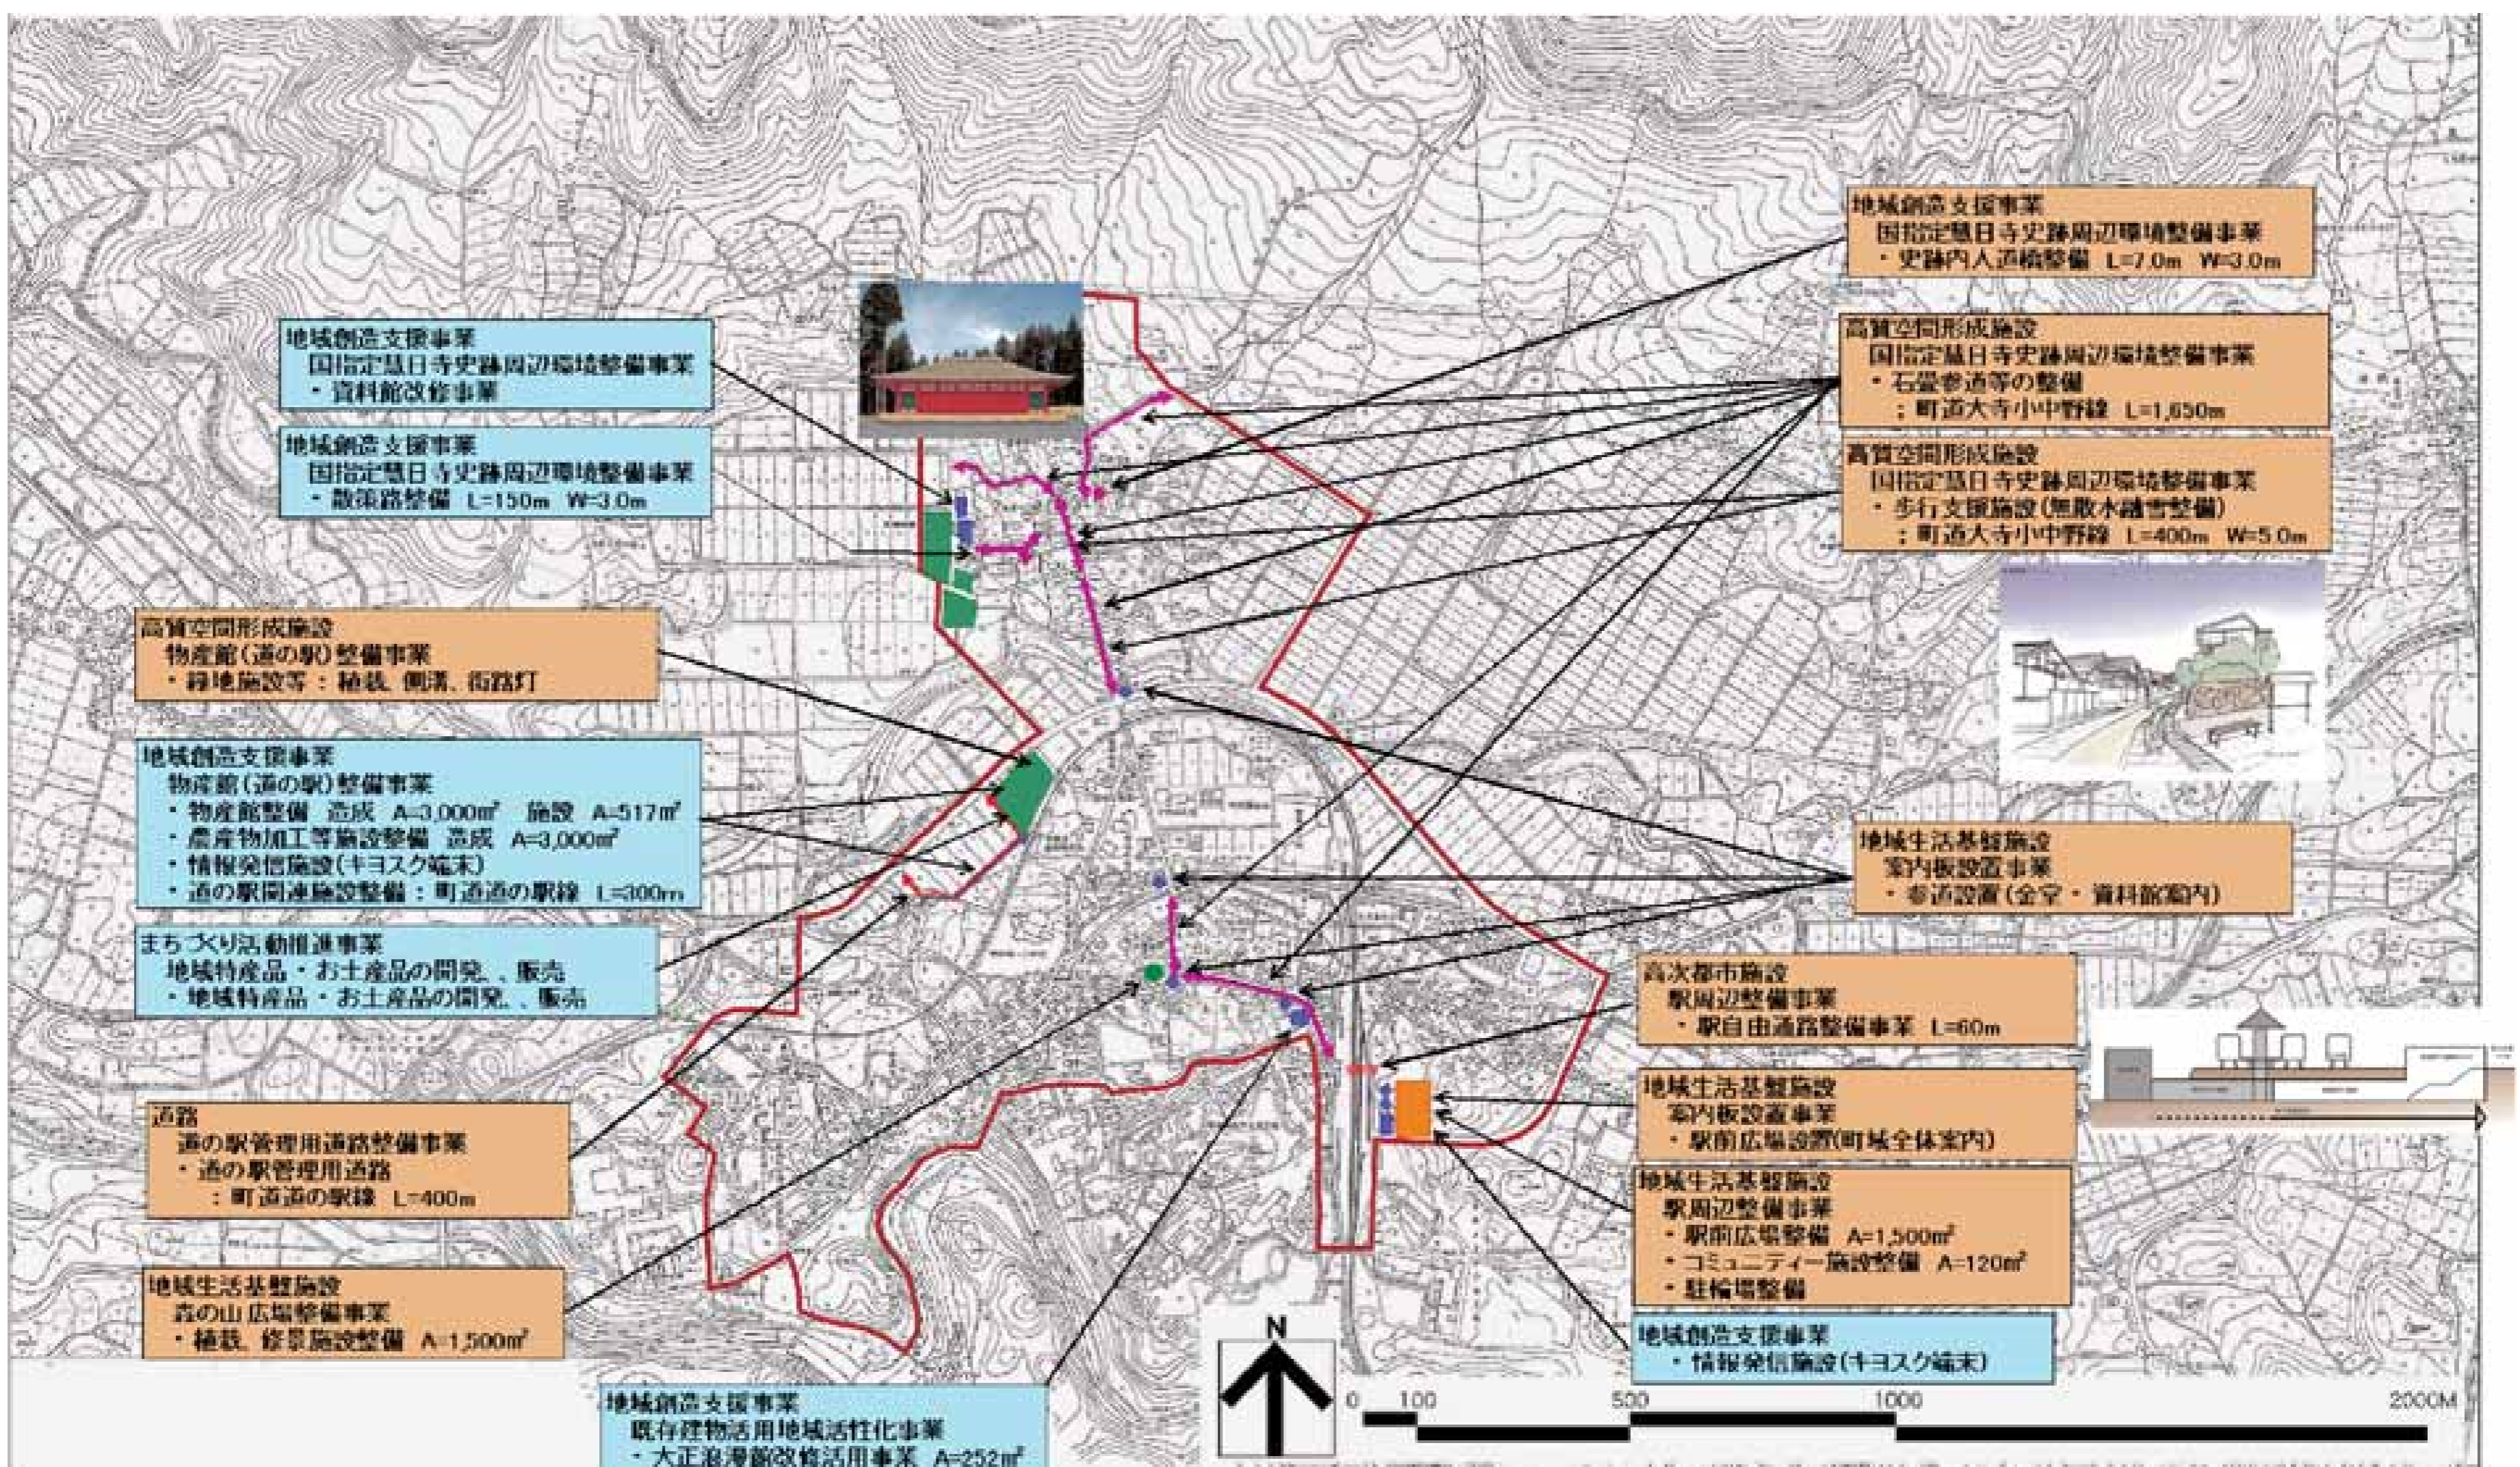 地域創造支援事業
国指定慧日寺史跡周辺環境整備事業
・資料館改修事業
地域創造支援事業
国指定慧日寺史跡周辺環境整備事業
・散策路整備 L=150m W=3.0m
高質空間形成施設
物産館(道の駅)整備事業
・緑地施設等：植栽、側溝、街路灯
地域創造支援事業
物産館(道の駅)整備事業
・物産館整備 造成 A=3,000㎡ 施設 A=517㎡
・農産物加工等施設整備 造成 A=3,000㎡
・情報発信施設(キヨスク端末)
・道の駅関連施設整備：町道道の駅線 L=300m
まちづくり活動推進事業
地域特産品・お土産品の開発、、販売
・地域特産品・お土産品の開発、、販売
道路
道の駅管理用道路整備事業
・道の駅管理用道路
：町道道の駅線 L=400m
地域生活基盤施設
森の山広場整備事業
・植栽、修景施設整備 A=1,500㎡
地域創造支援事業
既存建物活用地域活性化事業
・大正浪漫館改修活用事業 A=252㎡
地域創造支援事業
国指定慧日寺史跡周辺環境整備事業
・史跡内人道橋整備 L=7.0m W=3.0m
高質空間形成施設
国指定慧日寺史跡周辺環境整備事業
・石畳参道等の整備
；町道大寺小中野線 L=1,650m
高質空間形成施設
国指定慧日寺史跡周辺環境整備事業
・歩行支援施設(無散水融雪整備)
；町道大寺小中野線 L=400m W=5.0m
地域生活基盤施設
案内板設置事業
・参道設置(金堂・資料館案内)
高次都市施設
駅周辺整備事業
・駅自由通路整備事業 L=60m
地域生活基盤施設
案内板設置事業
・駅前広場設置(町域全体案内)
地域生活基盤施設
駅周辺整備事業
・駅前広場整備 A=1,500㎡
・コミュニティー施設整備 A=120㎡
・駐輪場整備
地域創造支援事業
・情報発信施設(キヨスク端末)
N
0 100 500 1000 2000M